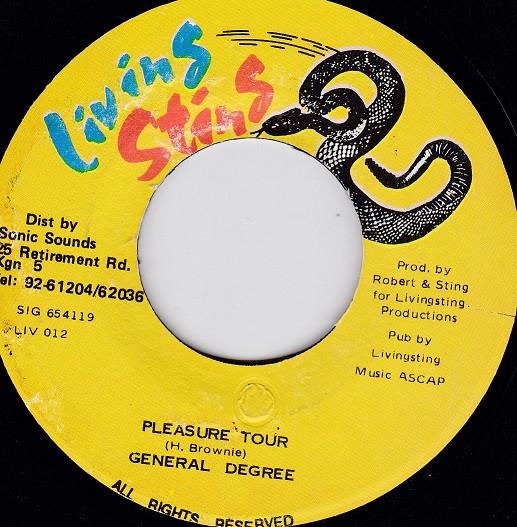 Living
Sting
Dist by
Sonic Sounds
25 Retirement Rd.
Kgn 5
Tel: 92-61204/62036
SIG 654119
LIV 012
Prod. by
Robert & Sting
for Livingsting
Productions
Pub by
Livingsting
Music ASCAP
PLEASURE TOUR
(H. Brownie)
GENERAL DEGREE
ALL RIGHTS RESERVED